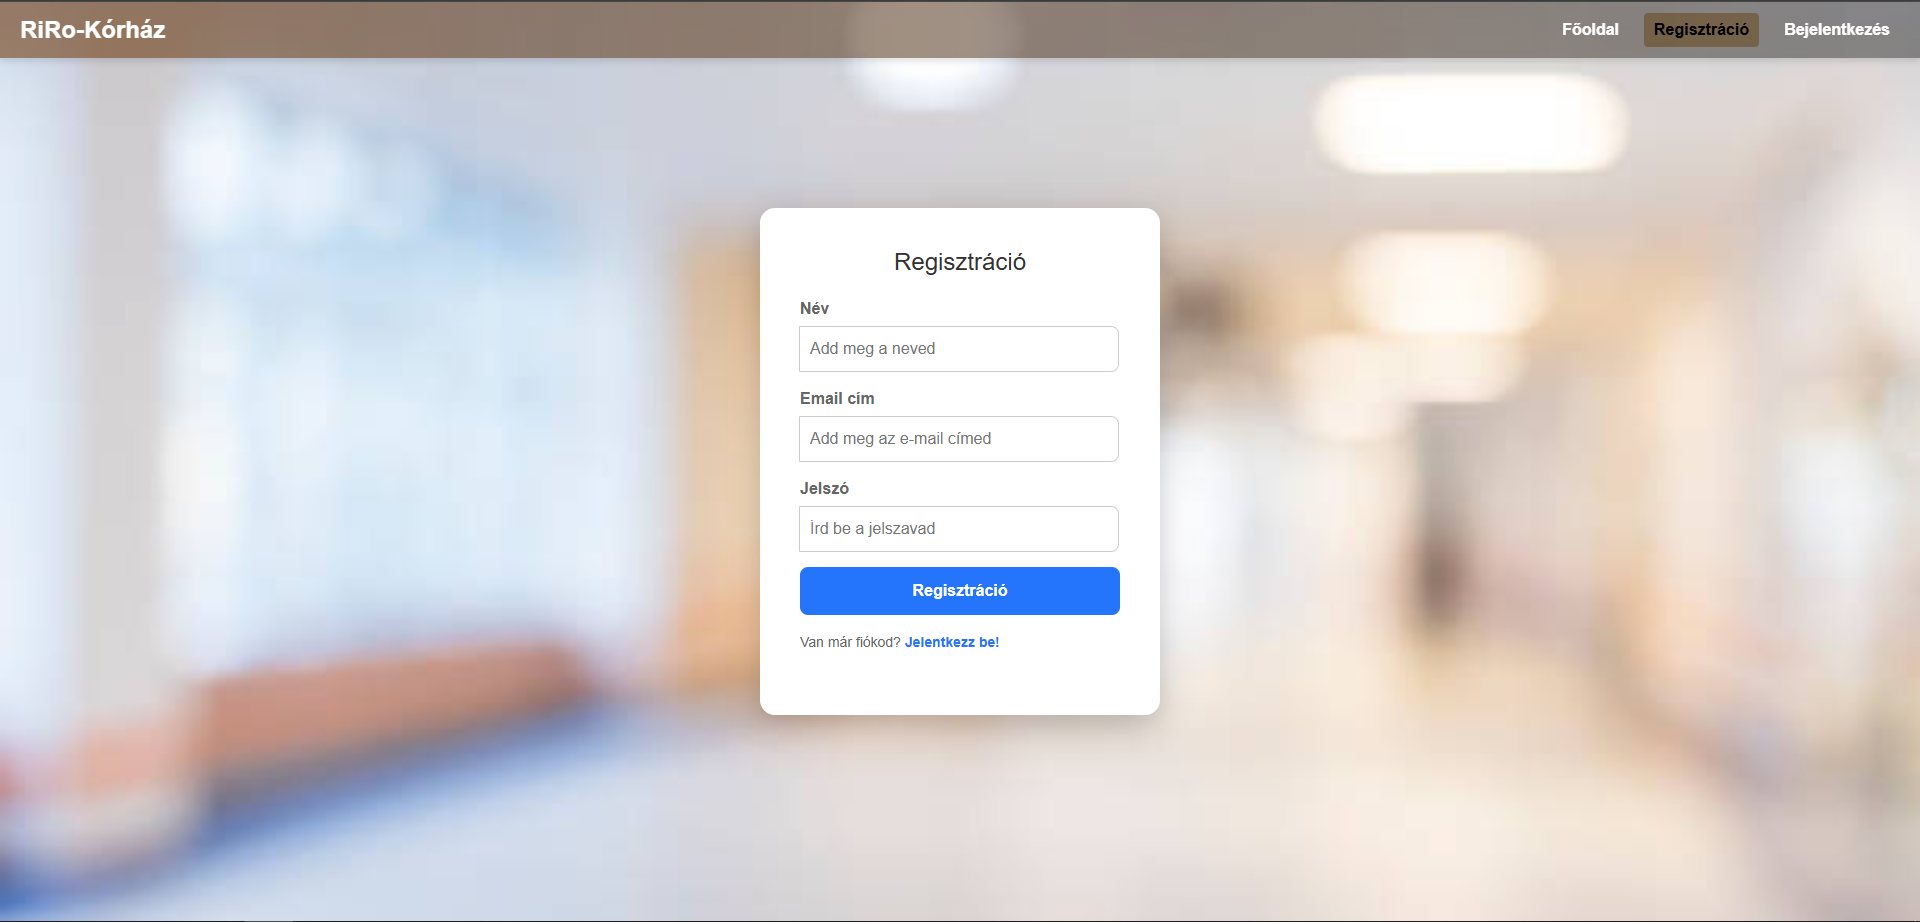 RiRo-Kórház
Főoldal Regisztráció Bejelentkezés
Regisztráció
Név
Add meg a neved
Email cím
Add meg az e-mail címed
Jelszó
Írd be a jelszavad
Regisztráció
Van már fiókod? Jelentkezz be!